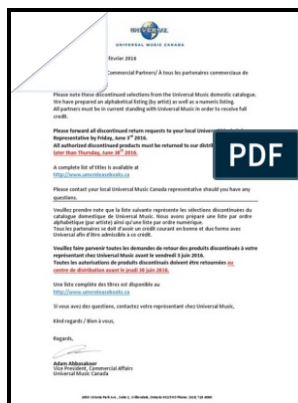 UNIVERSAL
UNIVERSAL MUSIC CANADA
février 2016
Commercial Partners/ À tous les partenaires commerciaux de
Please note these discontinued selections from the Universal Music domestic catalogue.
We have prepared an alphabetical listing (by artist) as well as a numeric listing.
All partners must be in current standing with Universal Music in order to receive full
credit.
Please forward all discontinued return requests to your local Universal
Representative by Friday, June 3rd 2016.
All authorized discontinued products must be returned to our
later than Thursday, June 30th 2016.
PDF
A complete list of titles is available at
http://www.umusreleasebooks.ca
Please contact your local Universal Music Canada representative should you have any
questions.
Veuillez prendre note que la liste suivante représente les sélections discontinuées du
catalogue domestique de Universal Music. Nous avons preparé une liste par ordre
alphabétique (par artiste) ainsi qu'une liste par ordre numerique.
Tous les partenaires se doit d'avoir un crédit courant en bonne et due forme avec
Universal afin d'être admissible à ce crédit.
Veuillez faire parvenir toutes les demandes de retour des produits discontinués à votre
représentant chez Universal Music avant le vendredi 3 juin 2016.
Toutes les autorizations de produits discontinués doivent être retournées au
centre de distribution avant le jeudi 30 juin 2016.
Une liste complète des titres est disponible au
Si vous avez des questions, contactez votre représentant chez Universal Music,
Kind regards / Bien à vous,
Regards,
Adam Abbasakoor
Vice President, Commercial Affairs
Universal Music Canada